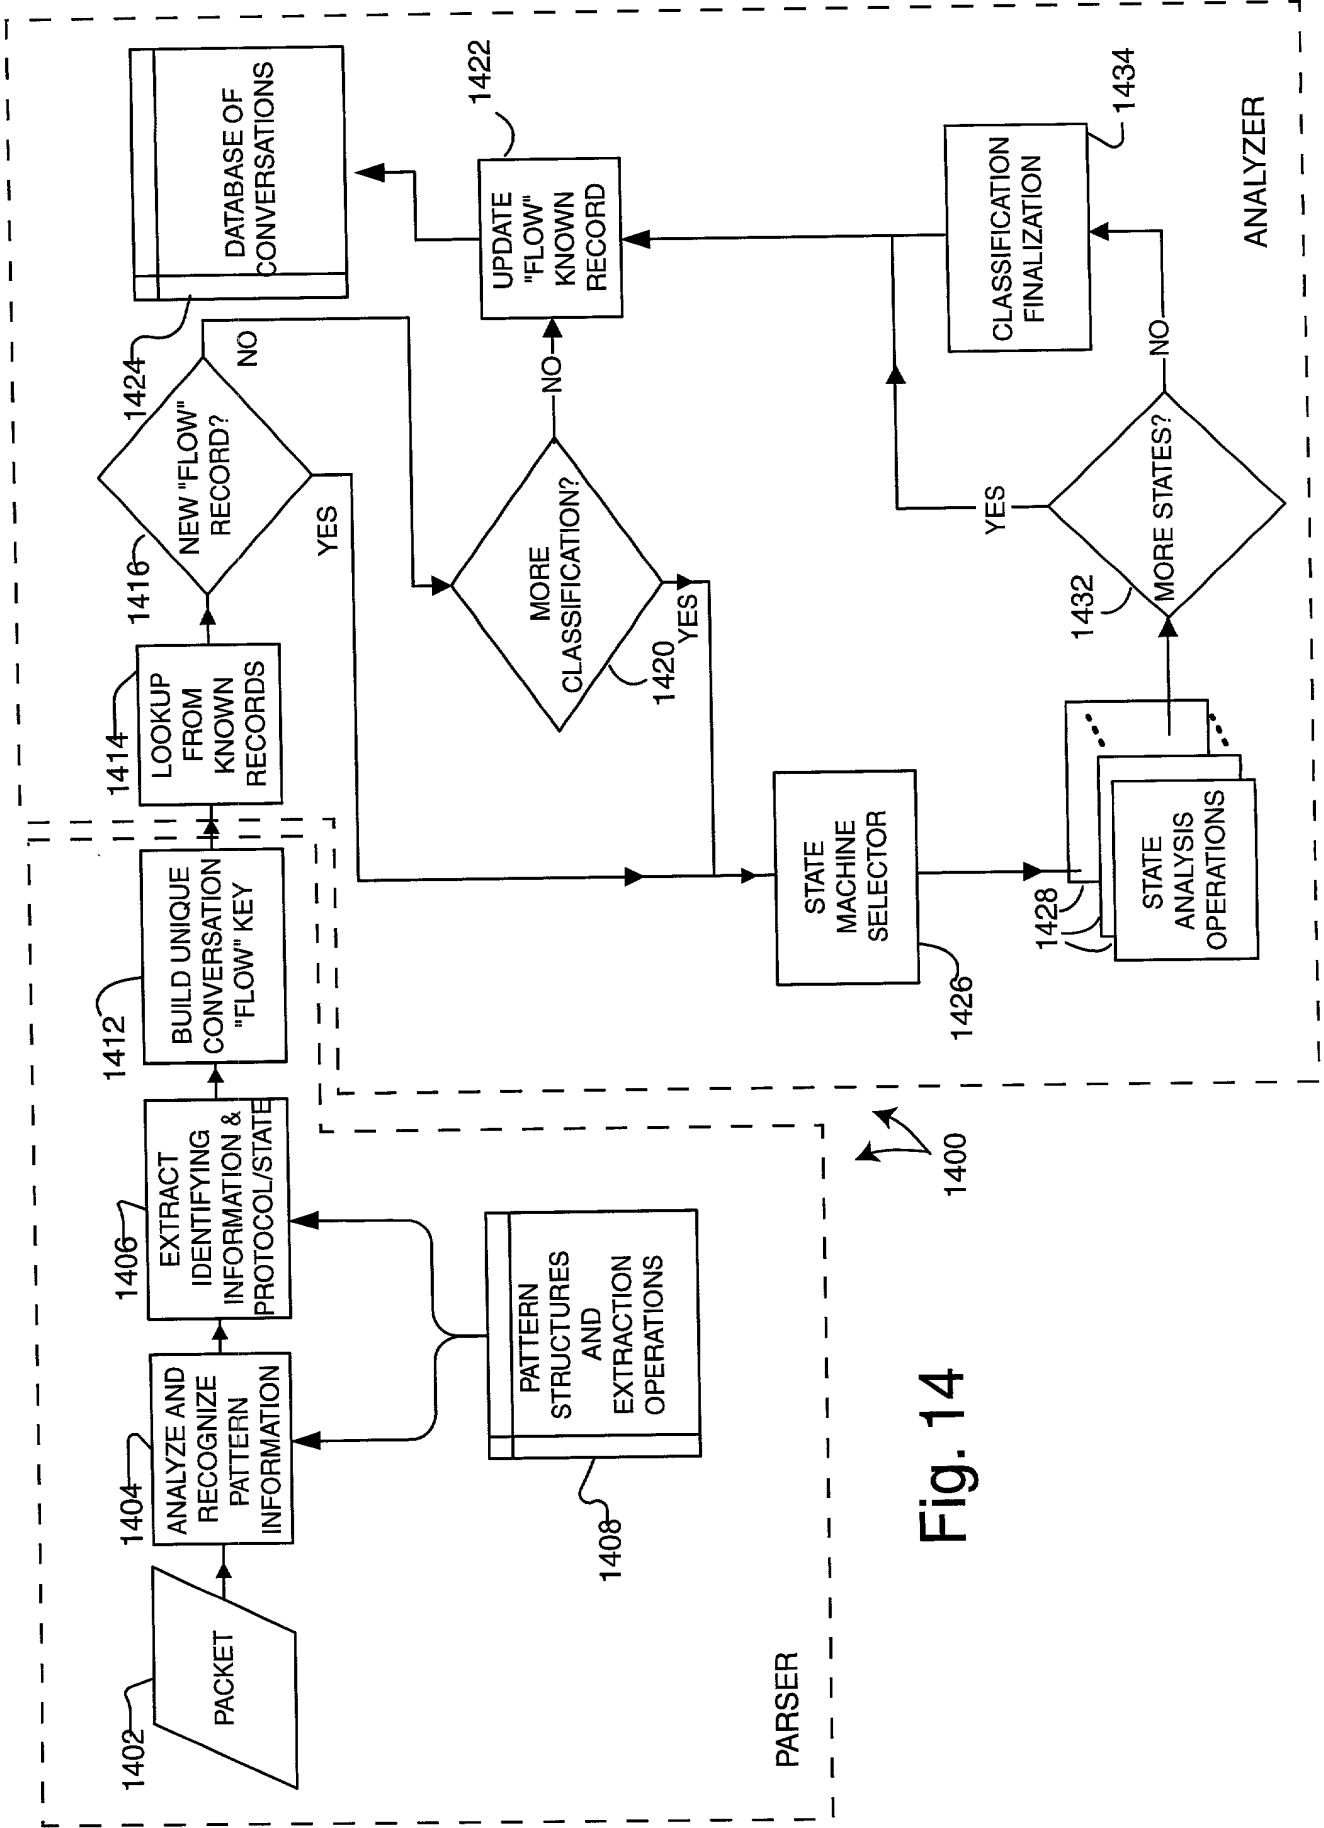 1402
PACKET
1404
ANALYZE AND
RECOGNIZE
PATTERN
INFORMATION
1406
EXTRACT
IDENTIFYING
INFORMATION &
PROTOCOL/STATE
1408
PATTERN
STRUCTURES
AND
EXTRACTION
OPERATIONS
1412
BUILD UNIQUE
CONVERSATION
"FLOW" KEY
PARSER
1414
LOOKUP
FROM
KNOWN
RECORDS
1416
NEW "FLOW"
RECORD?
NO
YES
1424
DATABASE OF
CONVERSATIONS
1420
MORE
CLASSIFICATION?
NO
YES
1422
UPDATE
"FLOW"
KNOWN
RECORD
STATE
MACHINE
SELECTOR
1426
1428
STATE
ANALYSIS
OPERATIONS
1432
MORE STATES?
YES
NO
CLASSIFICATION
FINALIZATION
1434
ANALYZER
1400
Fig. 14